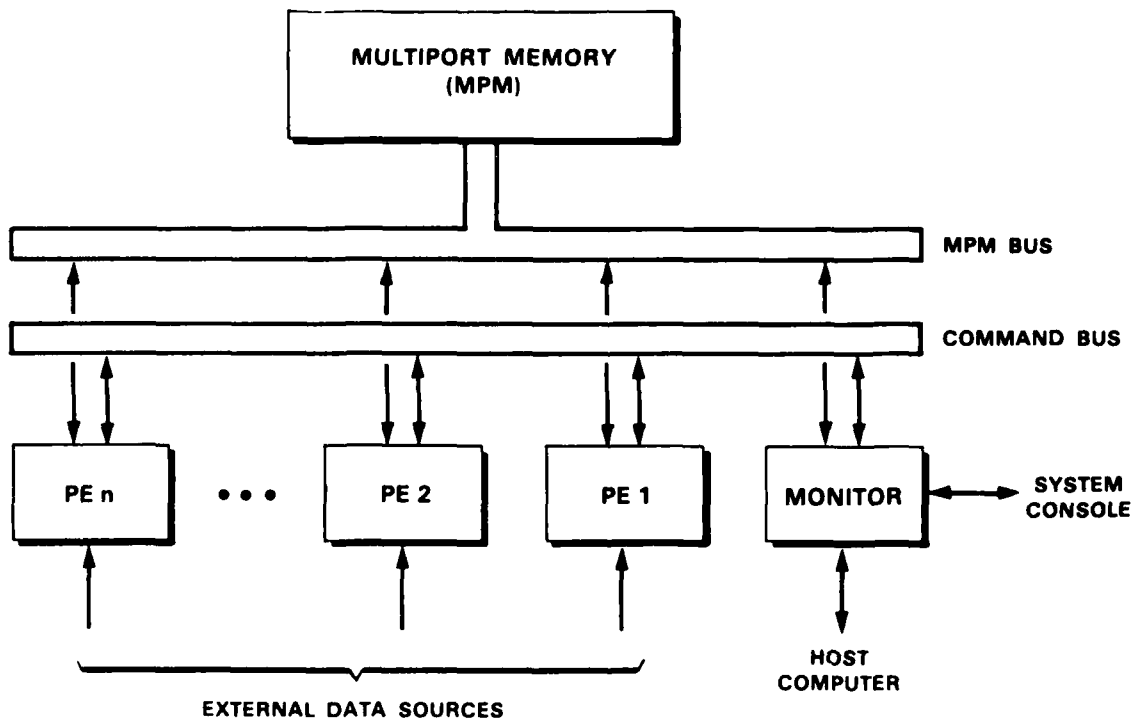 MULTIPORT MEMORY
(MPM)
MPM BUS
COMMAND BUS
PE n
• • •
PE 2
PE 1
MONITOR
SYSTEM
CONSOLE
HOST
COMPUTER
EXTERNAL DATA SOURCES